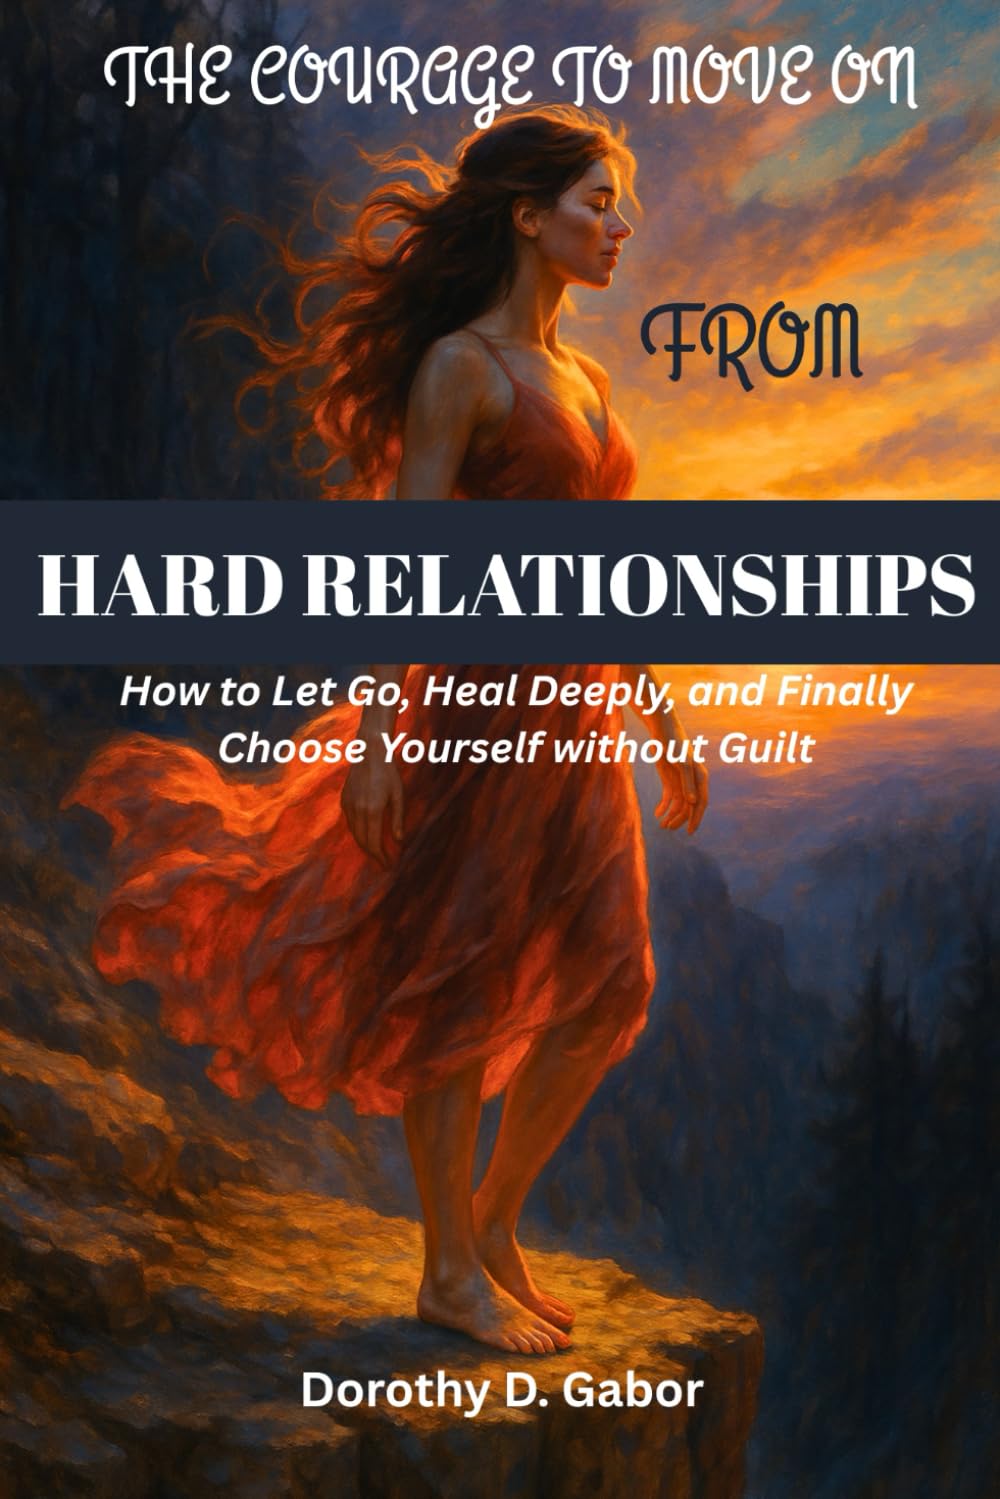 THE COURAGE TO MOVE ON
FROM
HARD RELATIONSHIPS
How to Let Go, Heal Deeply, and Finally
Choose Yourself without Guilt
Dorothy D. Gabor